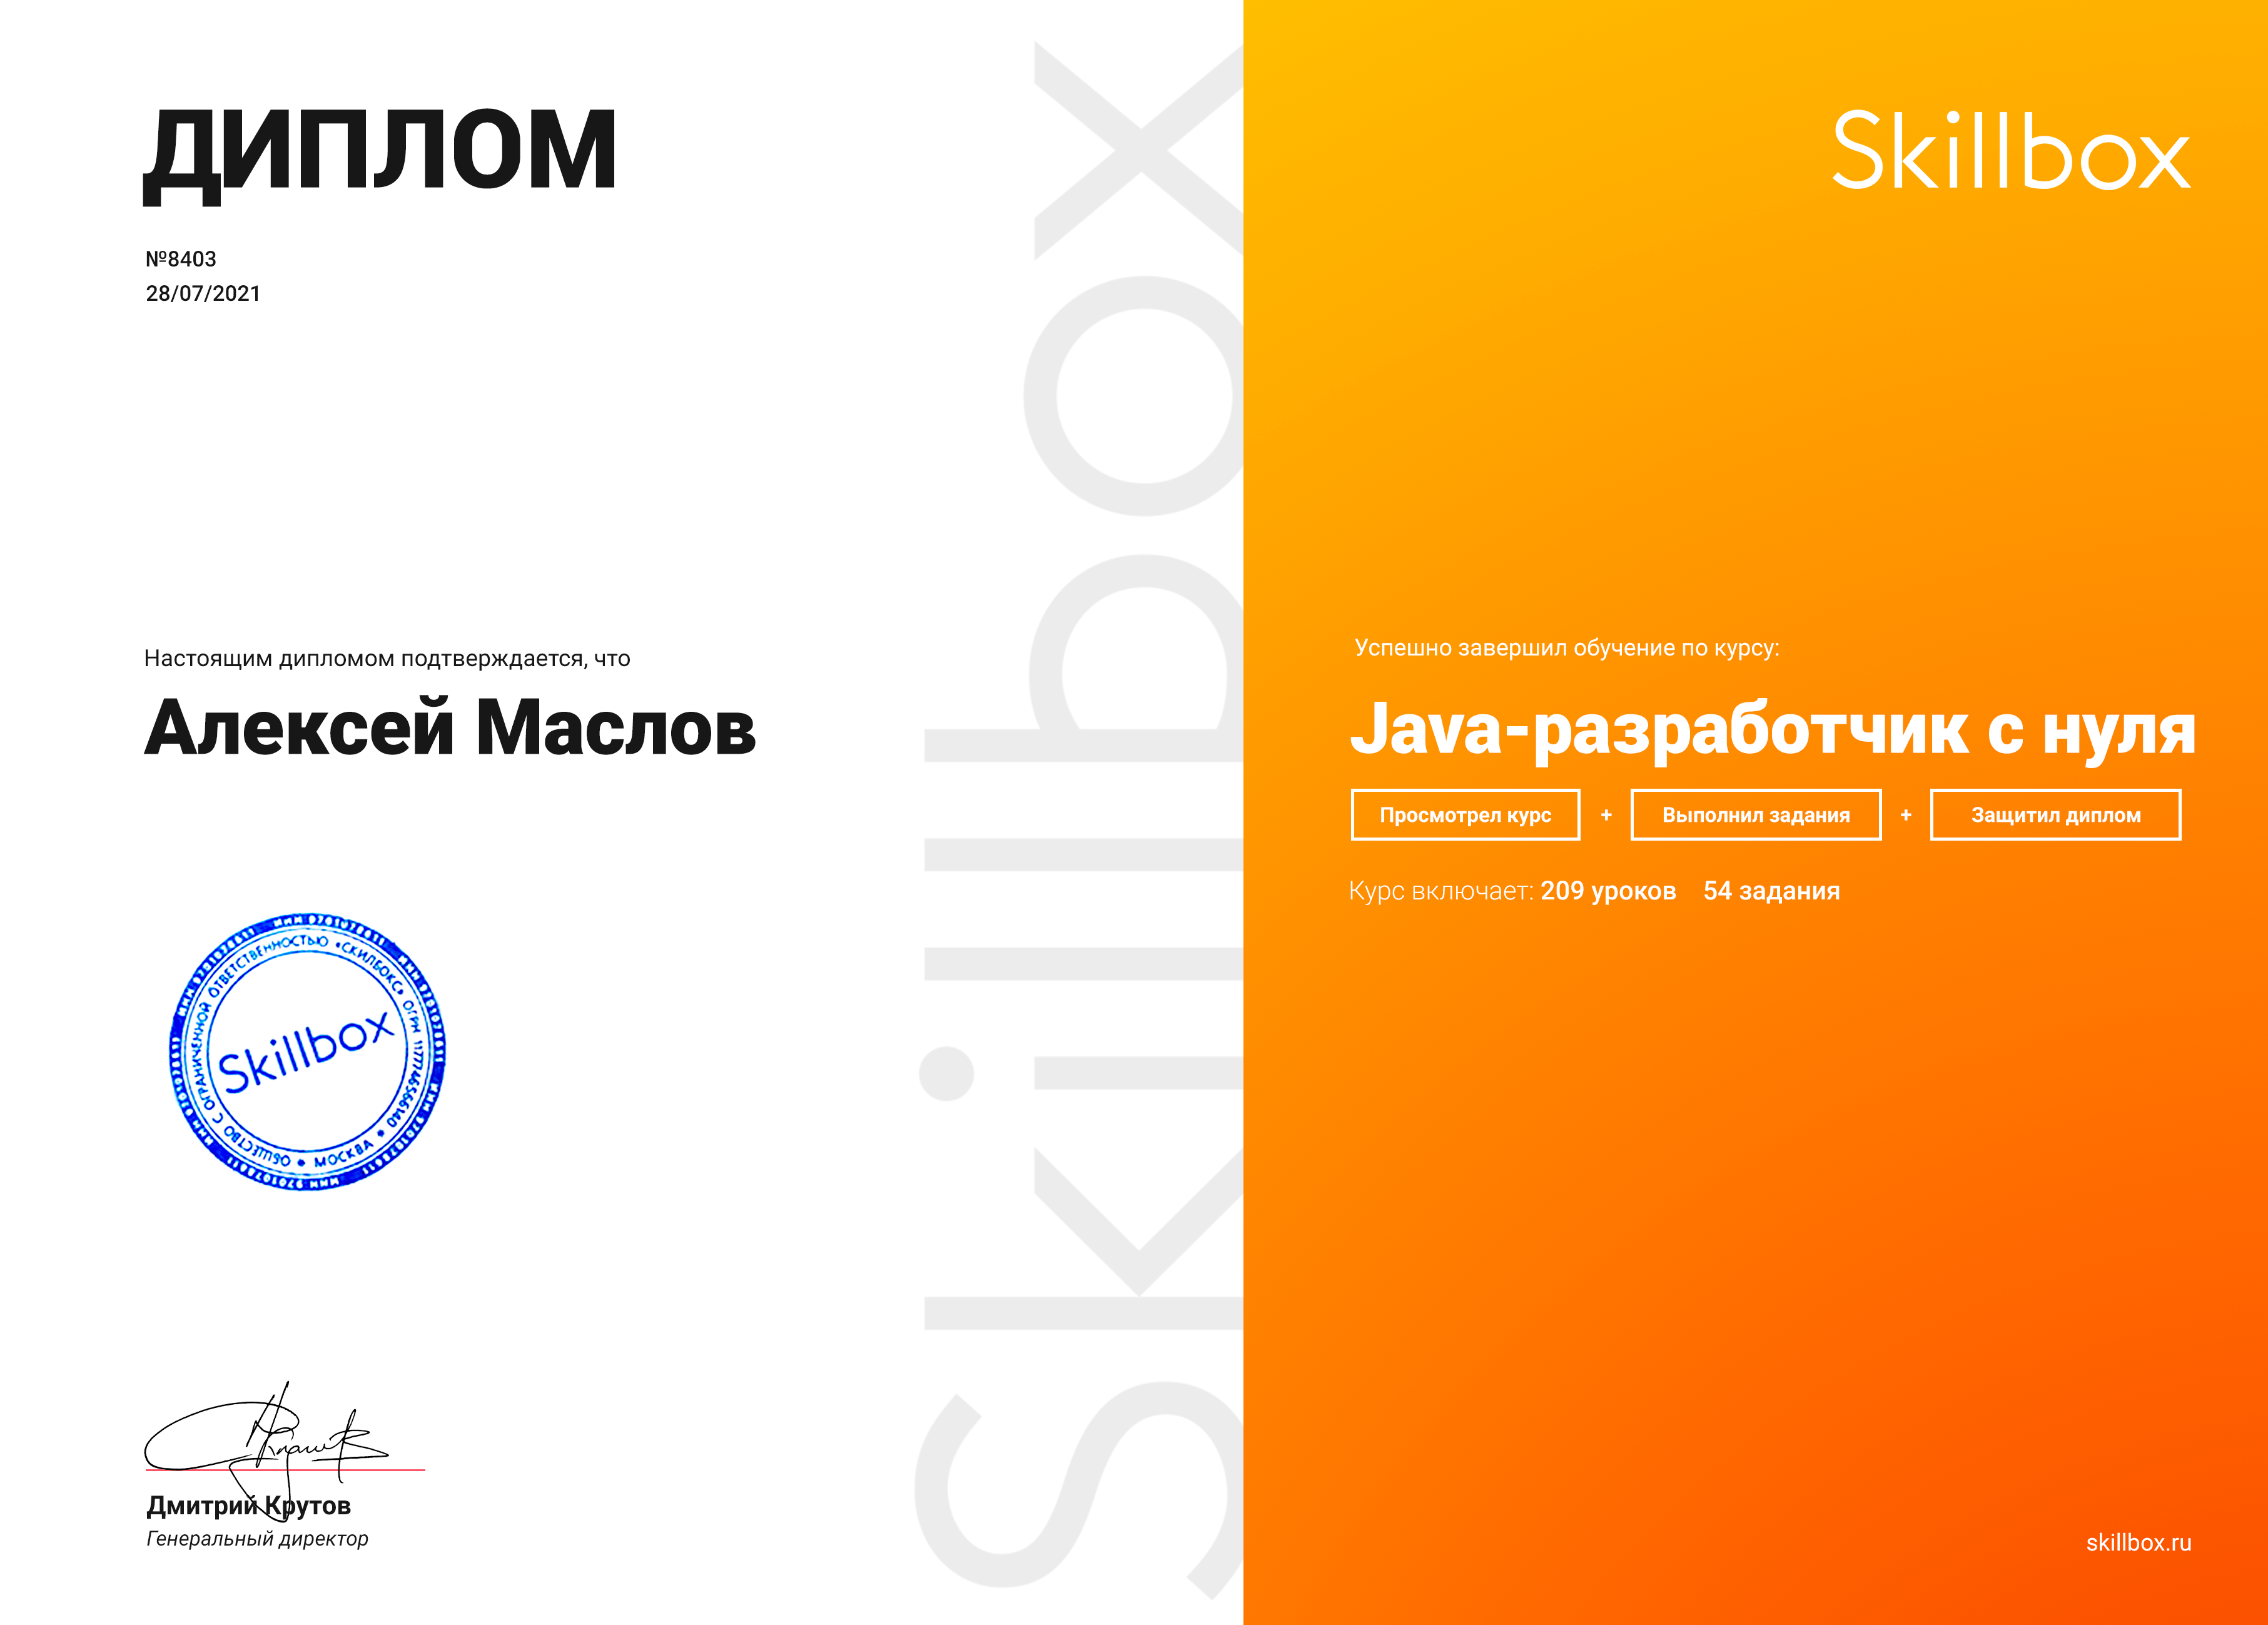 ДИПЛОМ
№8403
28/07/2021
Настоящим дипломом подтверждается, что
Алексей Маслов
ОБЩЕСТВО С ОГРАНИЧЕННОЙ ОТВЕТСТВЕННОСТЬЮ «СКИЛБОКС» ОГРН 1177746566140 * МОСКВА *
Skillbox
Дмитрий Крутов
Генеральный директор
Skillbox
Skillbox
Успешно завершил обучение по курсу:
Java-разработчик с нуля
Просмотрел курс + Выполнил задания + Защитил диплом
Курс включает: 209 уроков 54 задания
skillbox.ru